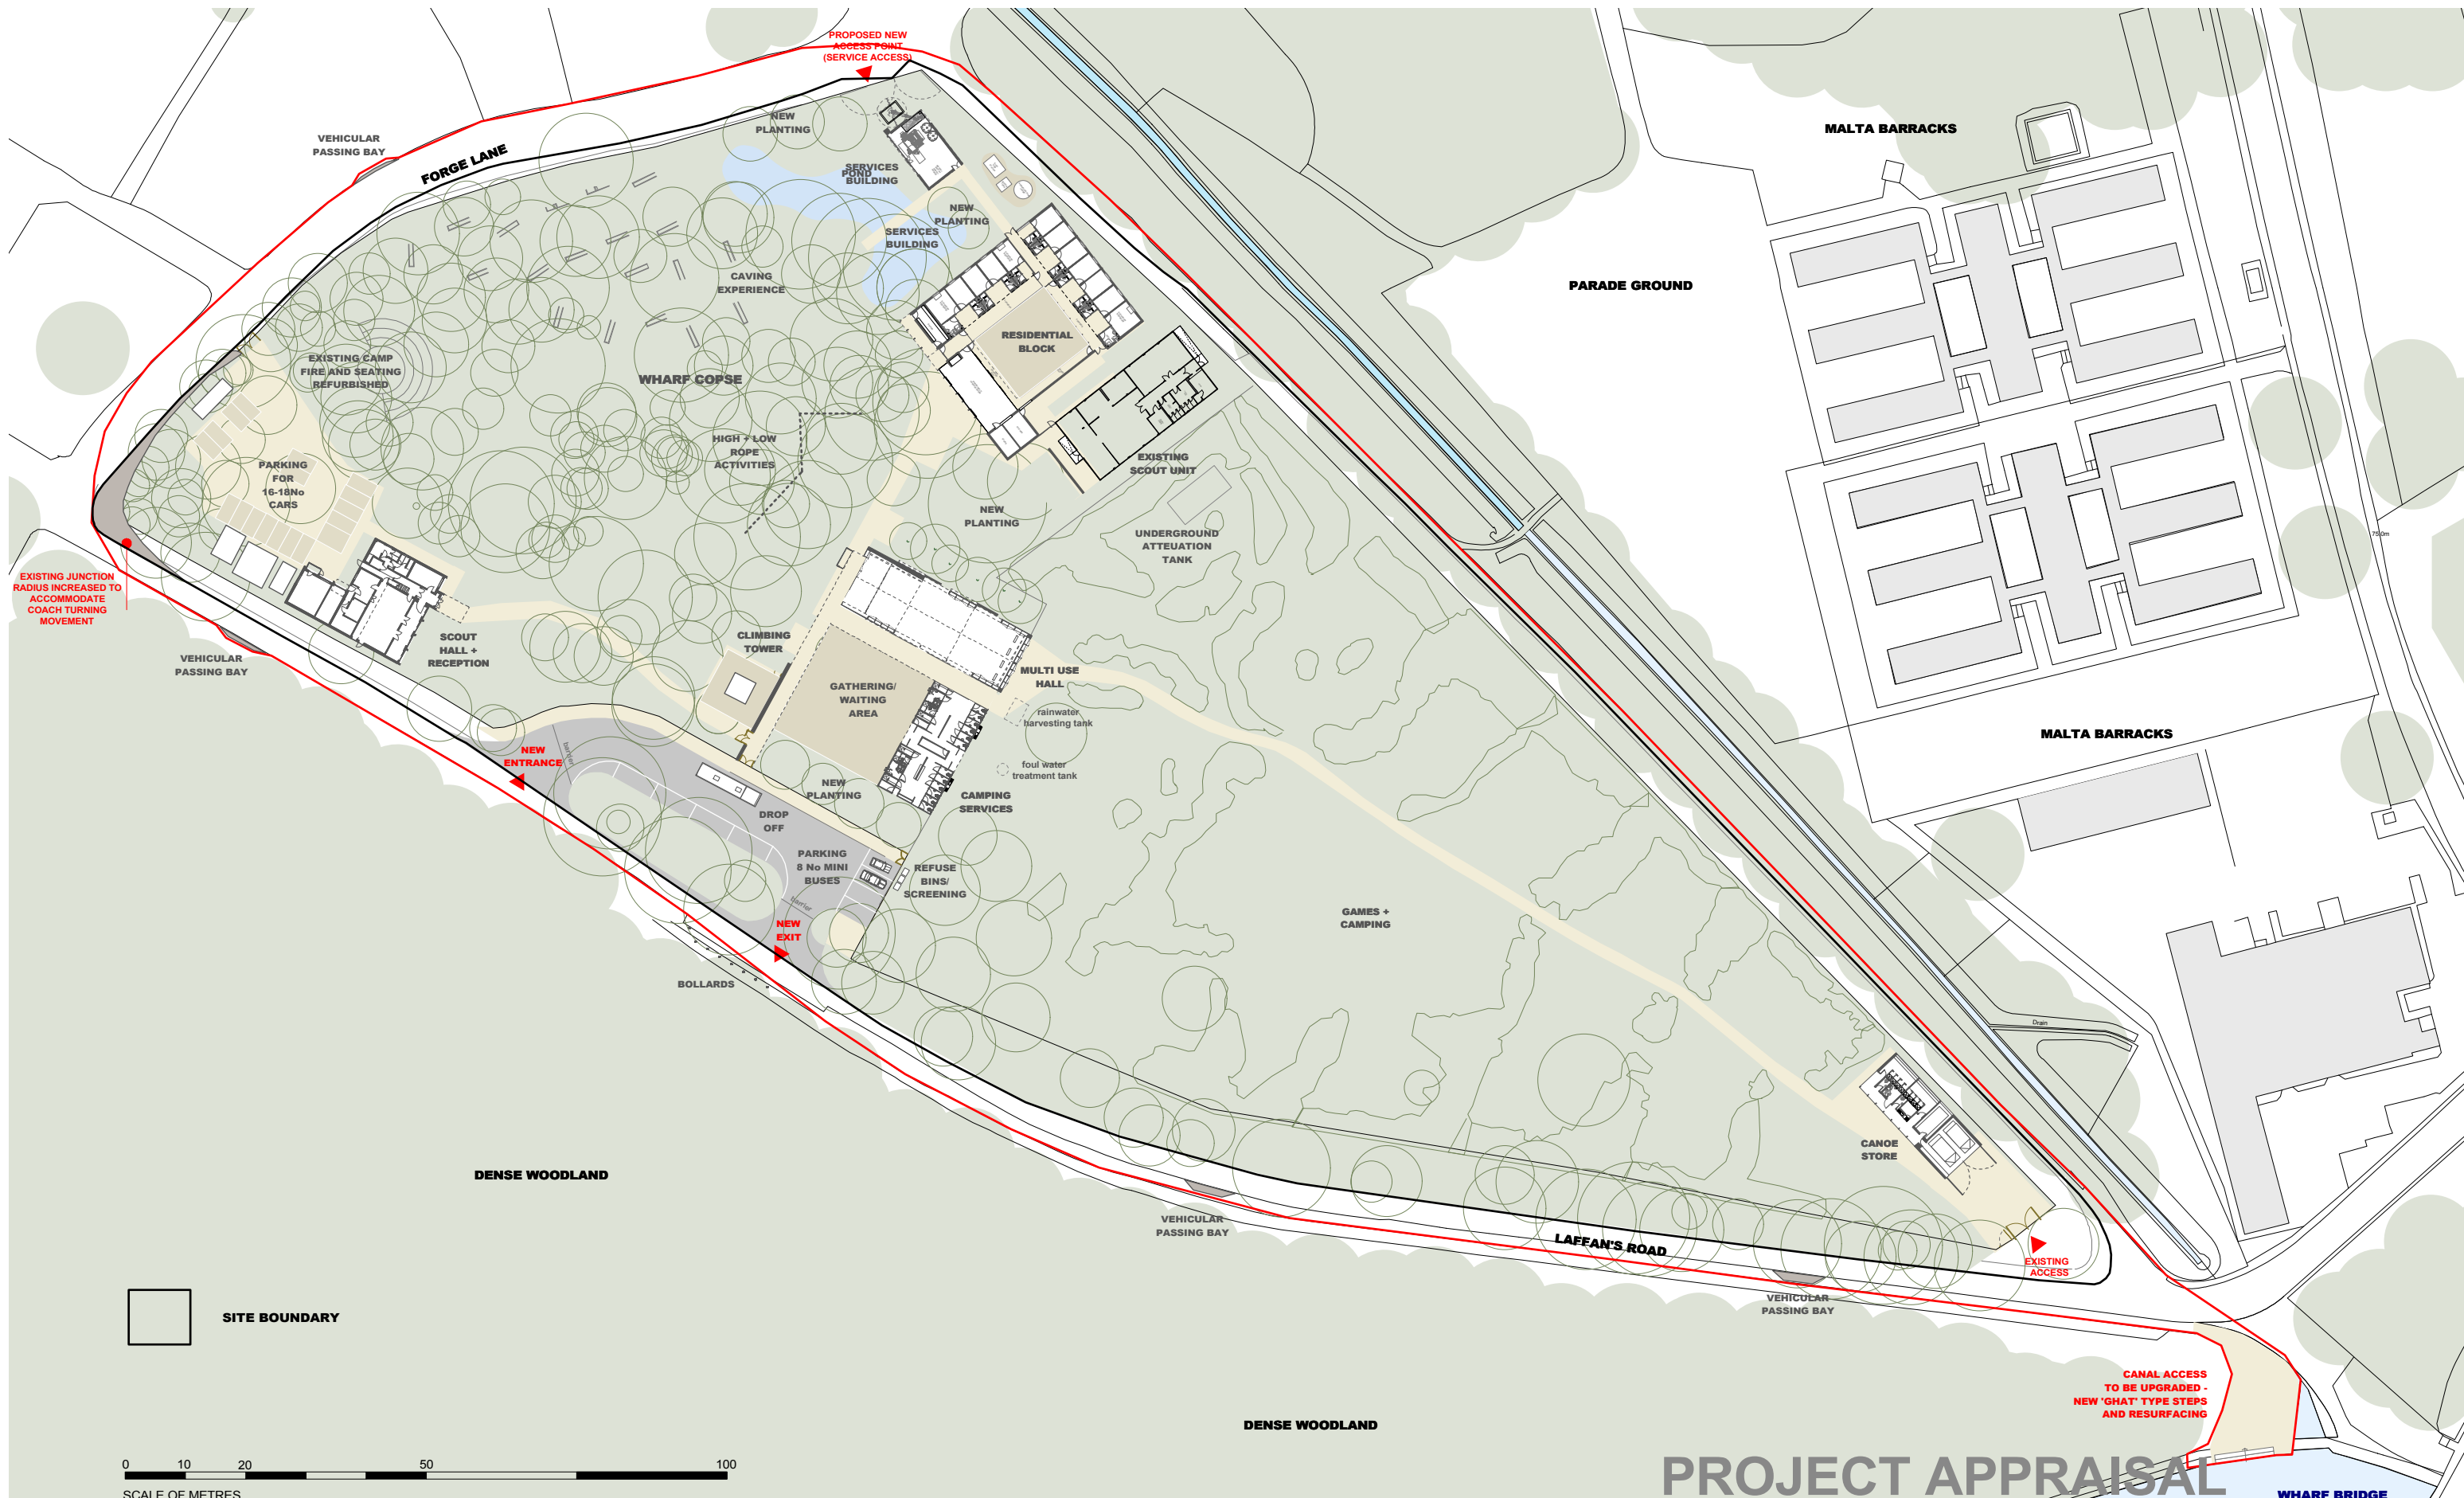 PROPOSED NEW
ACCESS POINT
(SERVICE ACCESS)
VEHICULAR
PASSING BAY
FORGE LANE
NEW
PLANTING
SERVICES
BUILDING
POND
NEW
PLANTING
SERVICES
BUILDING
CAVING
EXPERIENCE
RESIDENTIAL
BLOCK
MALTA BARRACKS
PARADE GROUND
EXISTING CAMP
FIRE AND SEATING
REFURBISHED
WHARF COPSE
HIGH + LOW
ROPE
ACTIVITIES
EXISTING
SCOUT UNIT
PARKING
FOR
16-18No
CARS
NEW
PLANTING
UNDERGROUND
ATTEUATION
TANK
75.0m
EXISTING JUNCTION
RADIUS INCREASED TO
ACCOMMODATE
COACH TURNING
MOVEMENT
VEHICULAR
PASSING BAY
SCOUT
HALL +
RECEPTION
CLIMBING
TOWER
GATHERING/
WAITING
AREA
MULTI USE
HALL
rainwater
harvesting tank
foul water
treatment tank
MALTA BARRACKS
NEW
ENTRANCE
barrier
NEW
PLANTING
CAMPING
SERVICES
DROP
OFF
PARKING
8 No MINI
BUSES
REFUSE
BINS/
SCREENING
barrier
NEW
EXIT
BOLLARDS
GAMES +
CAMPING
Drain
CANOE
STORE
DENSE WOODLAND
VEHICULAR
PASSING BAY
LAFFAN'S ROAD
EXISTING
ACCESS
VEHICULAR
PASSING BAY
SITE BOUNDARY
CANAL ACCESS
TO BE UPGRADED -
NEW 'GHAT' TYPE STEPS
AND RESURFACING
DENSE WOODLAND
0 10 20 50 100
SCALE OF METRES
PROJECT APPRAISAL
WHARF BRIDGE